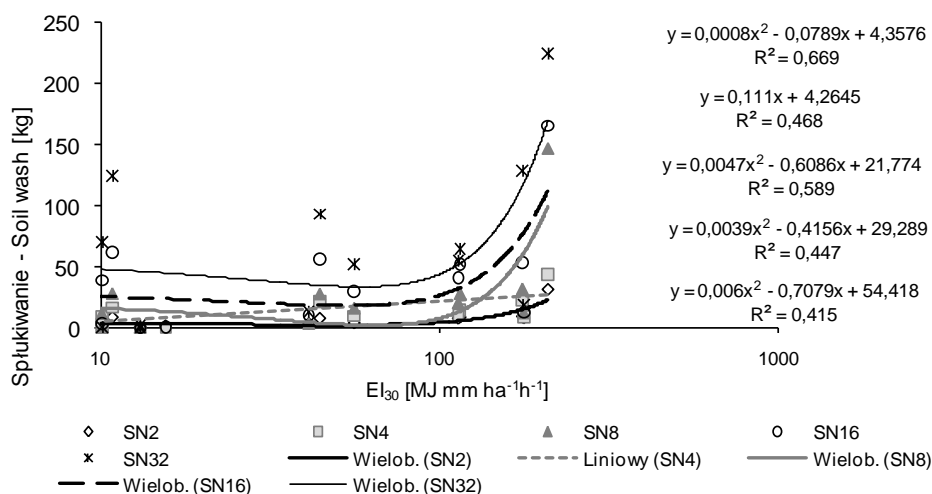 250
200
150
100
50
0
10
100
1000
Spłukiwanie - Soil wash [kg]
EI₃₀ [MJ mm ha⁻¹h⁻¹]
y = 0,0008x² - 0,0789x + 4,3576
R² = 0,669
y = 0,111x + 4,2645
R² = 0,468
y = 0,0047x² - 0,6086x + 21,774
R² = 0,589
y = 0,0039x² - 0,4156x + 29,289
R² = 0,447
y = 0,006x² - 0,7079x + 54,418
R² = 0,415
SN2 SN4 SN8 SN16
SN32 Wielob. (SN2) Liniowy (SN4) Wielob. (SN8)
Wielob. (SN16) Wielob. (SN32)